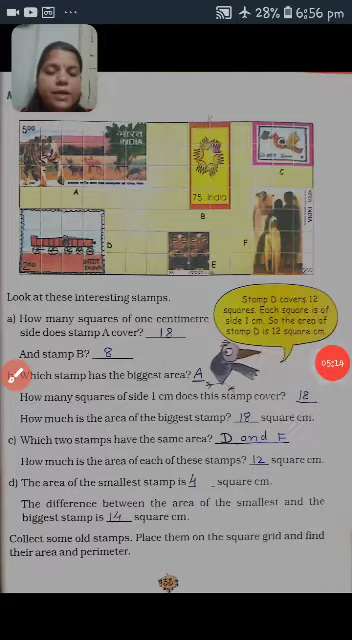 28% 6:56 pm
5.00
भारत
INDIA
75 India
2.50
A
B
C
D
E
F
Look at these interesting stamps.
a) How many squares of one centimetre
side does stamp A cover? 18
And stamp B? 8
b) Which stamp has the biggest area? A
How many squares of side 1 cm does this stamp cover? 18
How much is the area of the biggest stamp? 18 square cm.
c) Which two stamps have the same area? D and F
How much is the area of each of these stamps? 12 square cm.
d) The area of the smallest stamp is 4 square cm.
The difference between the area of the smallest and the
biggest stamp is 14 square cm.
Collect some old stamps. Place them on the square grid and find
their area and perimeter.
Stamp D covers 12
squares. Each square is of
side 1 cm. So the area of
stamp D is 12 square cm.
05:14